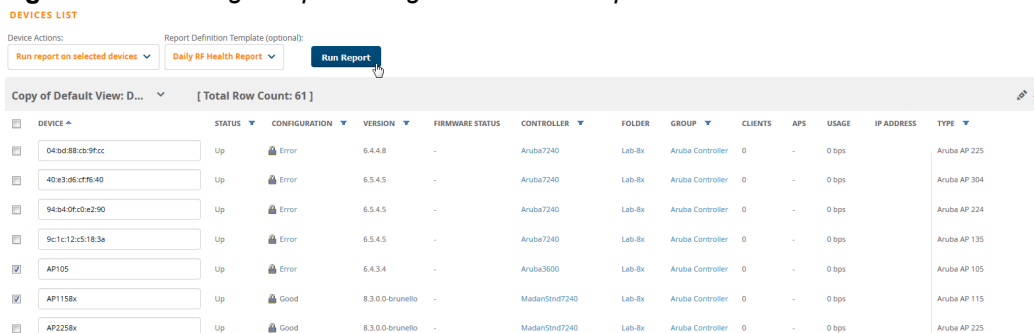 DEVICES LIST
Device Actions: Report Definition Template (optional):
Run report on selected devices Daily RF Health Report Run Report
Copy of Default View: D... [ Total Row Count: 61 ]
DEVICE STATUS CONFIGURATION VERSION FIRMWARE STATUS CONTROLLER FOLDER GROUP CLIENTS APS USAGE IP ADDRESS TYPE
04:bd:88:cb:9f:cc Up Error 6.4.4.8 - Aruba7240 Lab-8x Aruba Controller 0 - 0 bps Aruba AP 225
40:e3:d6:cf:f6:40 Up Error 6.5.4.5 - Aruba7240 Lab-8x Aruba Controller 0 - 0 bps Aruba AP 304
94:b4:0f:c0:e2:90 Up Error 6.5.4.5 - Aruba7240 Lab-8x Aruba Controller 0 - 0 bps Aruba AP 224
9c:1c:12:c5:18:3a Up Error 6.5.4.5 - Aruba7240 Lab-8x Aruba Controller 0 - 0 bps Aruba AP 135
AP105 Up Error 6.4.3.4 - Aruba3600 Lab-8x Aruba Controller 0 - 0 bps Aruba AP 105
AP1158x Up Good 8.3.0.0-brunello - MadanStnd7240 Lab-8x Aruba Controller 0 - 0 bps Aruba AP 115
AP2258x Up Good 8.3.0.0-brunello - MadanStnd7240 Lab-8x Aruba Controller 0 - 0 bps Aruba AP 225